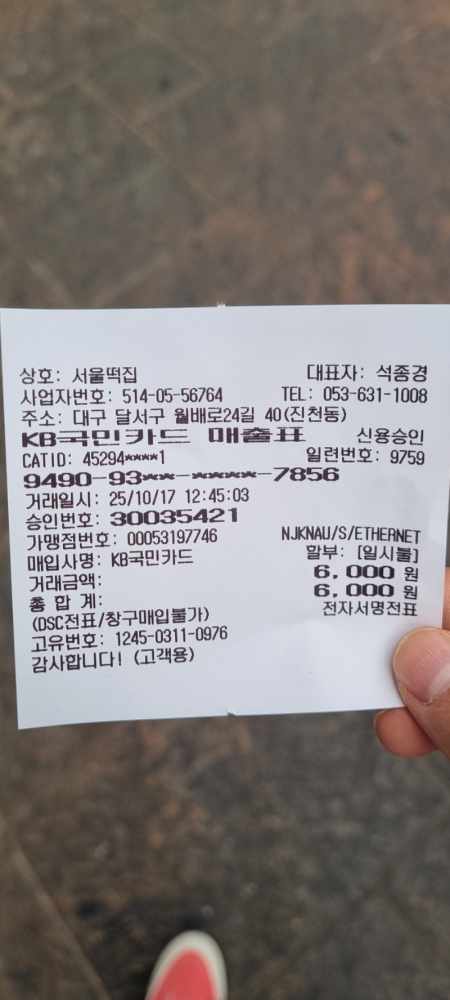 상호: 서울떡집 대표자: 석종경
사업자번호: 514-05-56764 TEL: 053-631-1008
주소: 대구 달서구 월배로24길 40(진천동)
KB국민카드 매출표 신용승인
CATID: 45294****1 일련번호: 9759
9490-93**-****-7856
거래일시: 25/10/17 12:45:03
승인번호: 30035421
가맹점번호: 00053197746 NJKNAU/S/ETHERNET
매입사명: KB국민카드 할부: [일시불]
거래금액: 6,000 원
총 합 계: 6,000 원
(DSC전표/창구매입불가) 전자서명전표
고유번호: 1245-0311-0976
감사합니다! (고객용)